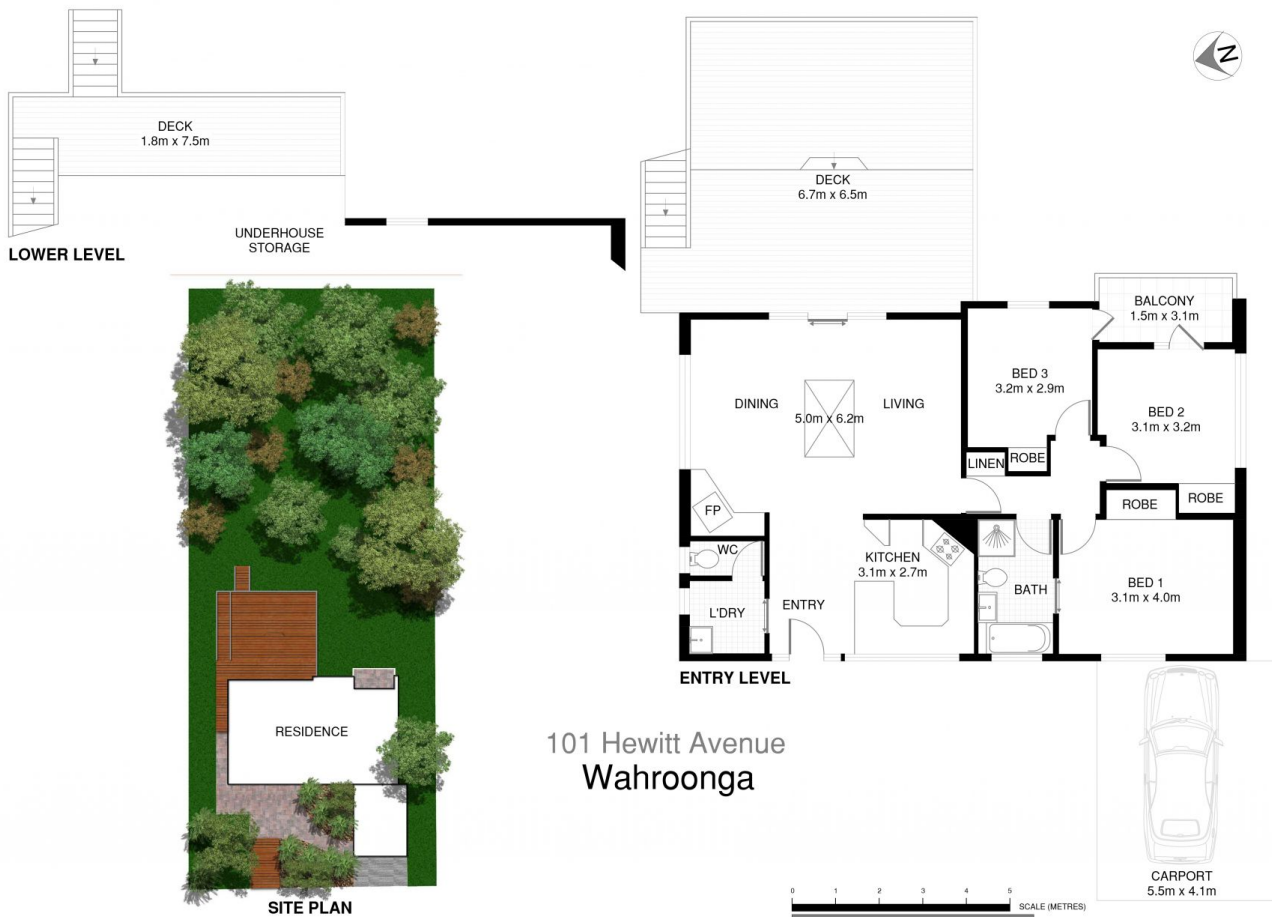 N
DECK
1.8m x 7.5m
UNDERHOUSE
STORAGE
LOWER LEVEL
DECK
6.7m x 6.5m
BALCONY
1.5m x 3.1m
BED 3
3.2m x 2.9m
BED 2
3.1m x 3.2m
DINING
LIVING
5.0m x 6.2m
LINEN
ROBE
ROBE
ROBE
FP
WC
KITCHEN
3.1m x 2.7m
L'DRY
ENTRY
BATH
BED 1
3.1m x 4.0m
ENTRY LEVEL
RESIDENCE
SITE PLAN
101 Hewitt Avenue
Wahroonga
CARPORT
5.5m x 4.1m
0 1 2 3 4 5
SCALE (METRES)